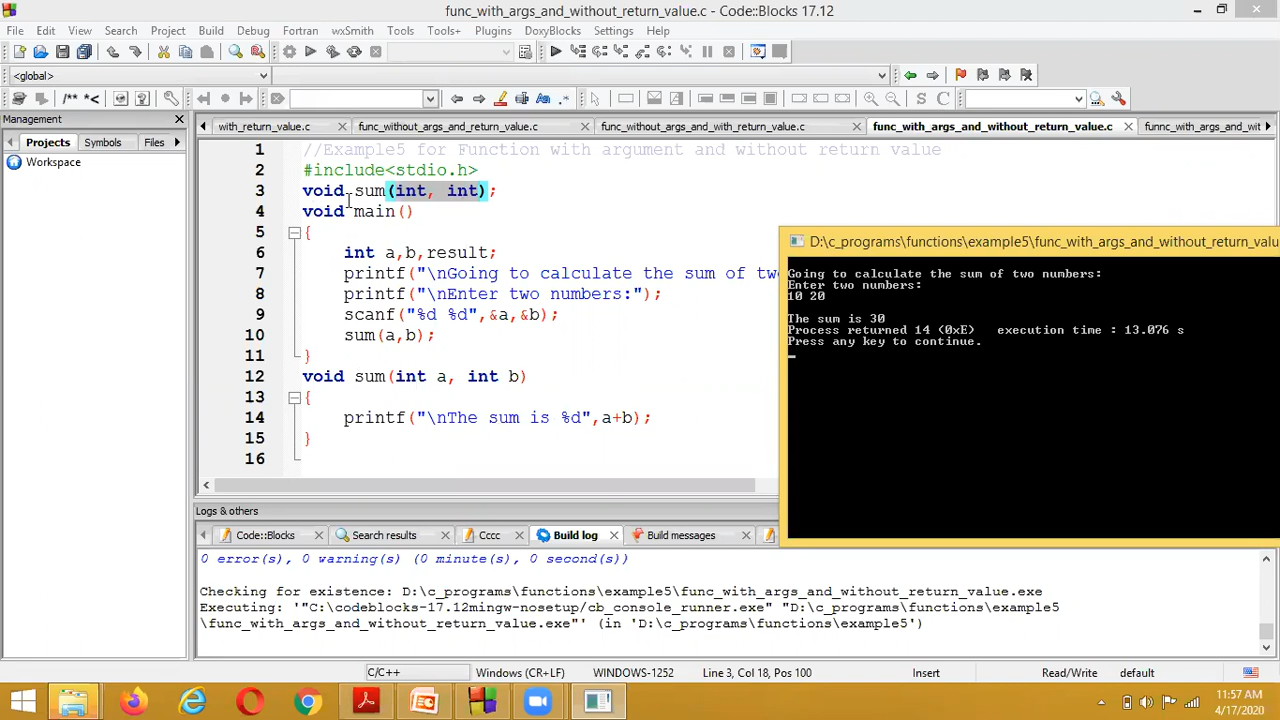 func_with_args_and_without_return_value.c - Code::Blocks 17.12
File Edit View Search Project Build Debug Fortran wxSmith Tools Tools+ Plugins DoxyBlocks Settings Help
<global>
/** *<
S C
Management
Projects Symbols Files
Workspace
with_return_value.c func_without_args_and_return_value.c func_without_args_and_with_return_value.c func_with_args_and_without_return_value.c funnc_with_args_and_wit
1 //Example5 for Function with argument and without return value
2 #include<stdio.h>
3 void sum(int, int);
4 void main()
5 {
6 int a,b,result;
7 printf("\nGoing to calculate the sum of tw
8 printf("\nEnter two numbers:");
9 scanf("%d %d",&a,&b);
10 sum(a,b);
11 }
12 void sum(int a, int b)
13 {
14 printf("\nThe sum is %d",a+b);
15 }
16
D:\c_programs\functions\example5\func_with_args_and_without_return_valu
Going to calculate the sum of two numbers:
Enter two numbers:
10 20
The sum is 30
Process returned 14 (0xE) execution time : 13.076 s
Press any key to continue.
Logs & others
Code::Blocks Search results Cccc Build log Build messages
0 error(s), 0 warning(s) (0 minute(s), 0 second(s))
Checking for existence: D:\c_programs\functions\example5\func_with_args_and_without_return_value.exe
Executing: '"C:\codeblocks-17.12mingw-nosetup/cb_console_runner.exe" "D:\c_programs\functions\example5
\func_with_args_and_without_return_value.exe"' (in 'D:\c_programs\functions\example5')
C/C++ Windows (CR+LF) WINDOWS-1252 Line 3, Col 18, Pos 100 Insert Read/Write default
11:57 AM
4/17/2020